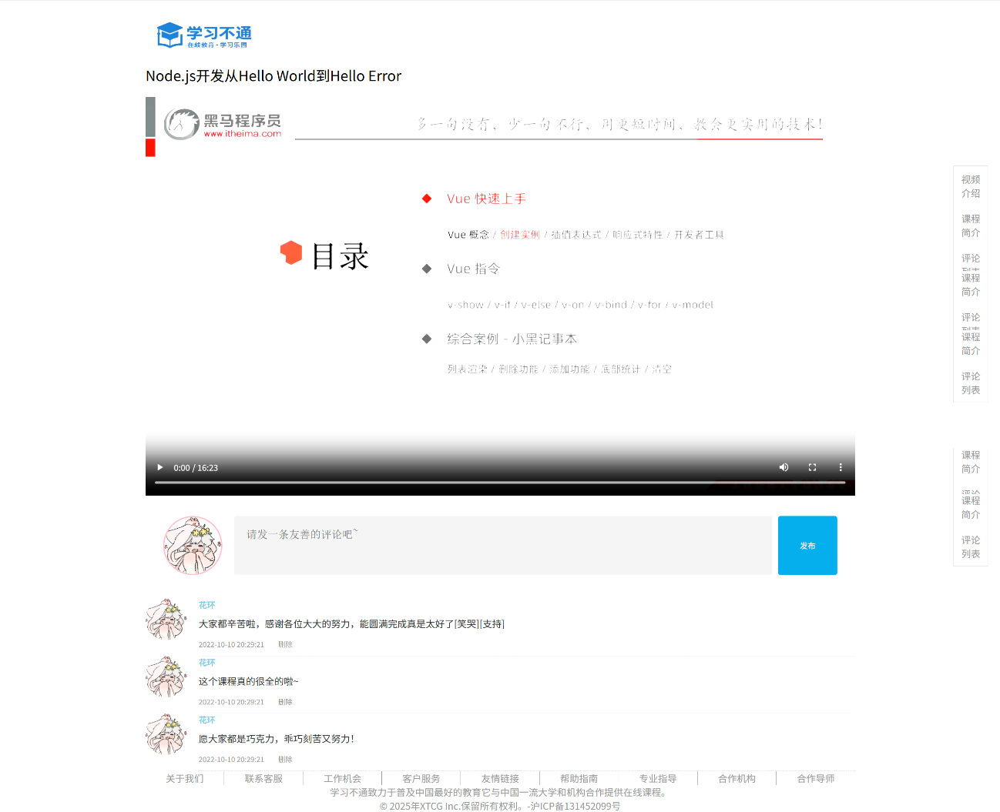 学习不通
在线教育·学习乐园
Node.js开发从Hello World到Hello Error
黑马程序员
www.itheima.com
多一句没有，少一句不行，用更短时间，教会更实用的技术！
目录
Vue 快速上手
Vue 概念 / 创建实例 / 插值表达式 / 响应式特性 / 开发者工具
Vue 指令
v-show / v-if / v-else / v-on / v-bind / v-for / v-model
综合案例 - 小黑记事本
列表渲染 / 删除功能 / 添加功能 / 底部统计 / 清空
0:00 / 16:23
视频
介绍
课程
简介
评论
列表
课程
简介
评论
列表
课程
简介
评论
列表
课程
简介
评论
课程
简介
评论
列表
请发一条友善的评论吧~
发布
花环
大家都辛苦啦，感谢各位大大的努力，能圆满完成真是太好了[笑哭][支持]
2022-10-10 20:29:21 删除
花环
这个课程真的很全的啦~
2022-10-10 20:29:21 删除
花环
愿大家都是巧克力，乖巧刻苦又努力！
2022-10-10 20:29:21 删除
关于我们 联系客服 工作机会 客户服务 友情链接 帮助指南 专业指导 合作机构 合作导师
学习不通致力于普及中国最好的教育它与中国一流大学和机构合作提供在线课程。
© 2025年XTCG Inc.保留所有权利。-沪ICP备131452099号